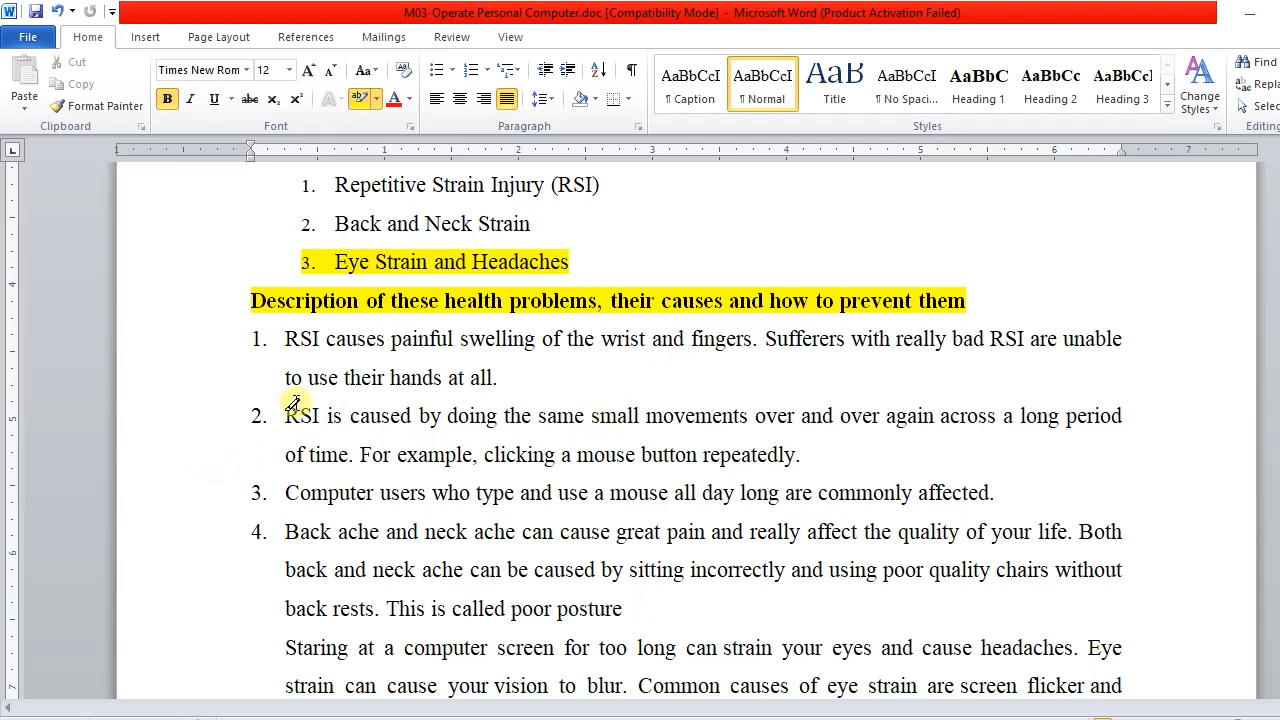 M03-Operate Personal Computer.doc [Compatibility Mode] - Microsoft Word (Product Activation Failed)
File Home Insert Page Layout References Mailings Review View
Paste
Cut
Copy
Format Painter
Clipboard
Times New Rom 12
Font
Paragraph
AaBbCcI AaBbCcI AaB AaBbCcI AaBbC AaBbCc AaBbCcI
¶ Caption ¶ Normal Title ¶ No Spaci... Heading 1 Heading 2 Heading 3
Change
Styles
Styles
Find
Repla
Selec
Editing
1 1 2 3 4 5 6 7
1. Repetitive Strain Injury (RSI)
2. Back and Neck Strain
3. Eye Strain and Headaches
Description of these health problems, their causes and how to prevent them
1. RSI causes painful swelling of the wrist and fingers. Sufferers with really bad RSI are unable
to use their hands at all.
2. RSI is caused by doing the same small movements over and over again across a long period
of time. For example, clicking a mouse button repeatedly.
3. Computer users who type and use a mouse all day long are commonly affected.
4. Back ache and neck ache can cause great pain and really affect the quality of your life. Both
back and neck ache can be caused by sitting incorrectly and using poor quality chairs without
back rests. This is called poor posture
Staring at a computer screen for too long can strain your eyes and cause headaches. Eye
strain can cause your vision to blur. Common causes of eye strain are screen flicker and